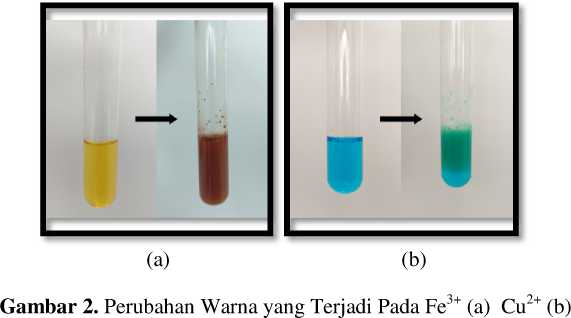 (a) (b)
Gambar 2. Perubahan Warna yang Terjadi Pada Fe³⁺ (a) Cu²⁺ (b)